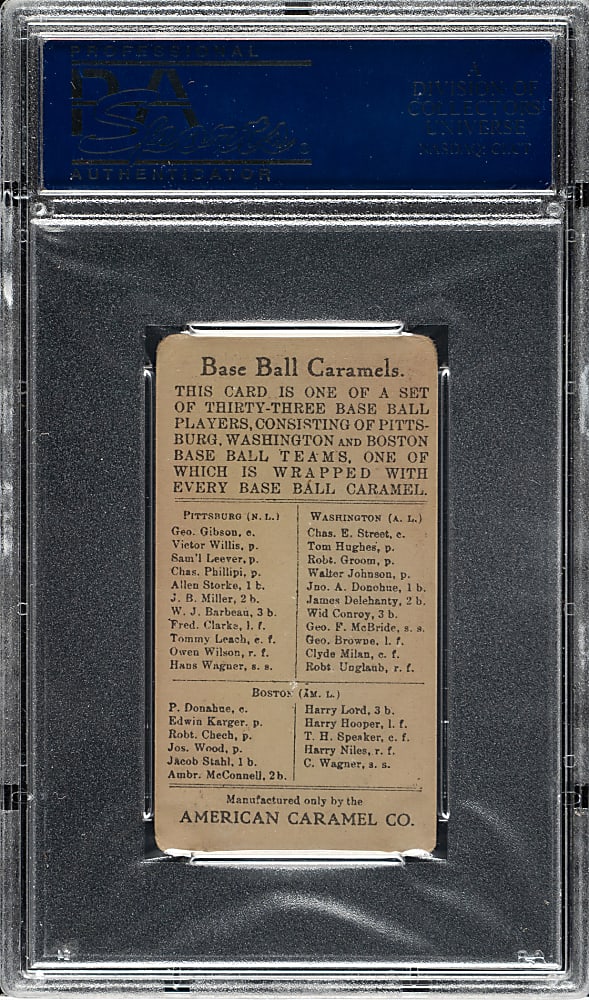 PROFESSIONAL
PSA
Sports
AUTHENTICATOR
A
DIVISION OF
COLLECTORS
UNIVERSE
NASDAQ: CLCT
Base Ball Caramels.
THIS CARD IS ONE OF A SET
OF THIRTY-THREE BASE BALL
PLAYERS, CONSISTING OF PITTS-
BURG, WASHINGTON AND BOSTON
BASE BALL TEAMS, ONE OF
WHICH IS WRAPPED WITH
EVERY BASE BALL CARAMEL.
PITTSBURG (N. L.)
Geo. Gibson, c.
Victor Willis, p.
Sam'l Leever, p.
Chas. Phillipi, p.
Allen Storke, 1 b.
J. B. Miller, 2 b.
W. J. Barbeau, 3 b.
Fred. Clarke, l. f.
Tommy Leach, c. f.
Owen Wilson, r. f.
Hans Wagner, s. s.
WASHINGTON (A. L.)
Chas. E. Street, c.
Tom Hughes, p.
Robt. Groom, p.
Walter Johnson, p.
Jno. A. Donohue, 1 b.
James Delehanty, 2 b.
Wid Conroy, 3 b.
Geo. F. McBride, s. s.
Geo. Browne, l. f.
Clyde Milan, c. f.
Robt. Unglaub, r. f.
BOSTON (AM. L.)
P. Donahue, c.
Edwin Karger, p.
Robt. Chech, p.
Jos. Wood, p.
Jacob Stahl, 1 b.
Ambr. McConnell, 2 b.
Harry Lord, 3 b.
Harry Hooper, l. f.
T. H. Speaker, c. f.
Harry Niles, r. f.
C. Wagner, s. s.
Manufactured only by the
AMERICAN CARAMEL CO.